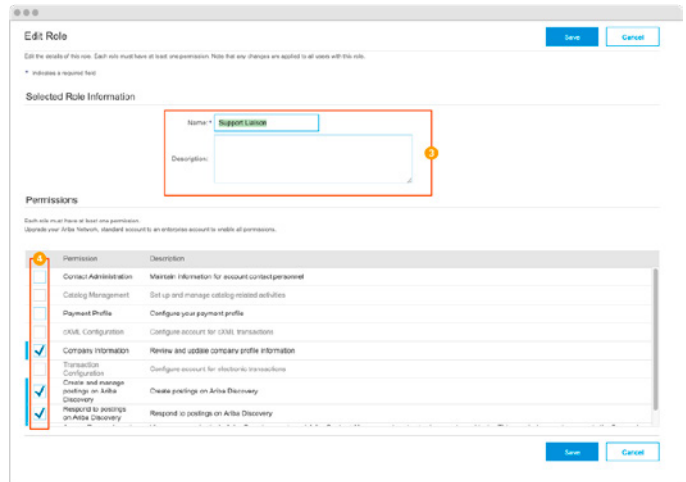 Edit Role
Save
Cancel
Edit the details of this role. Each role must have at least one permission. Note that any changes are applied to all users with this role.
* Indicates a required field
Selected Role Information
Name: *
Support Liaison
Description:
3
Permissions
Each role must have at least one permission.
Upgrade your Ariba Network, standard account to an enterprise account to enable all permissions.
4
Permission
Description
Contact Administration
Maintain information for account contact personnel
Catalog Management
Set up and manage catalog related activities
Payment Profile
Configure your payment profile
cXML Configuration
Configure account for cXML transactions
Company Information
Review and update company profile information
Transaction
Configuration
Configure account for electronic transactions
Create and manage
postings on Ariba
Discovery
Create postings on Ariba Discovery
Respond to postings
on Ariba Discovery
Respond to postings on Ariba Discovery
Save
Cancel